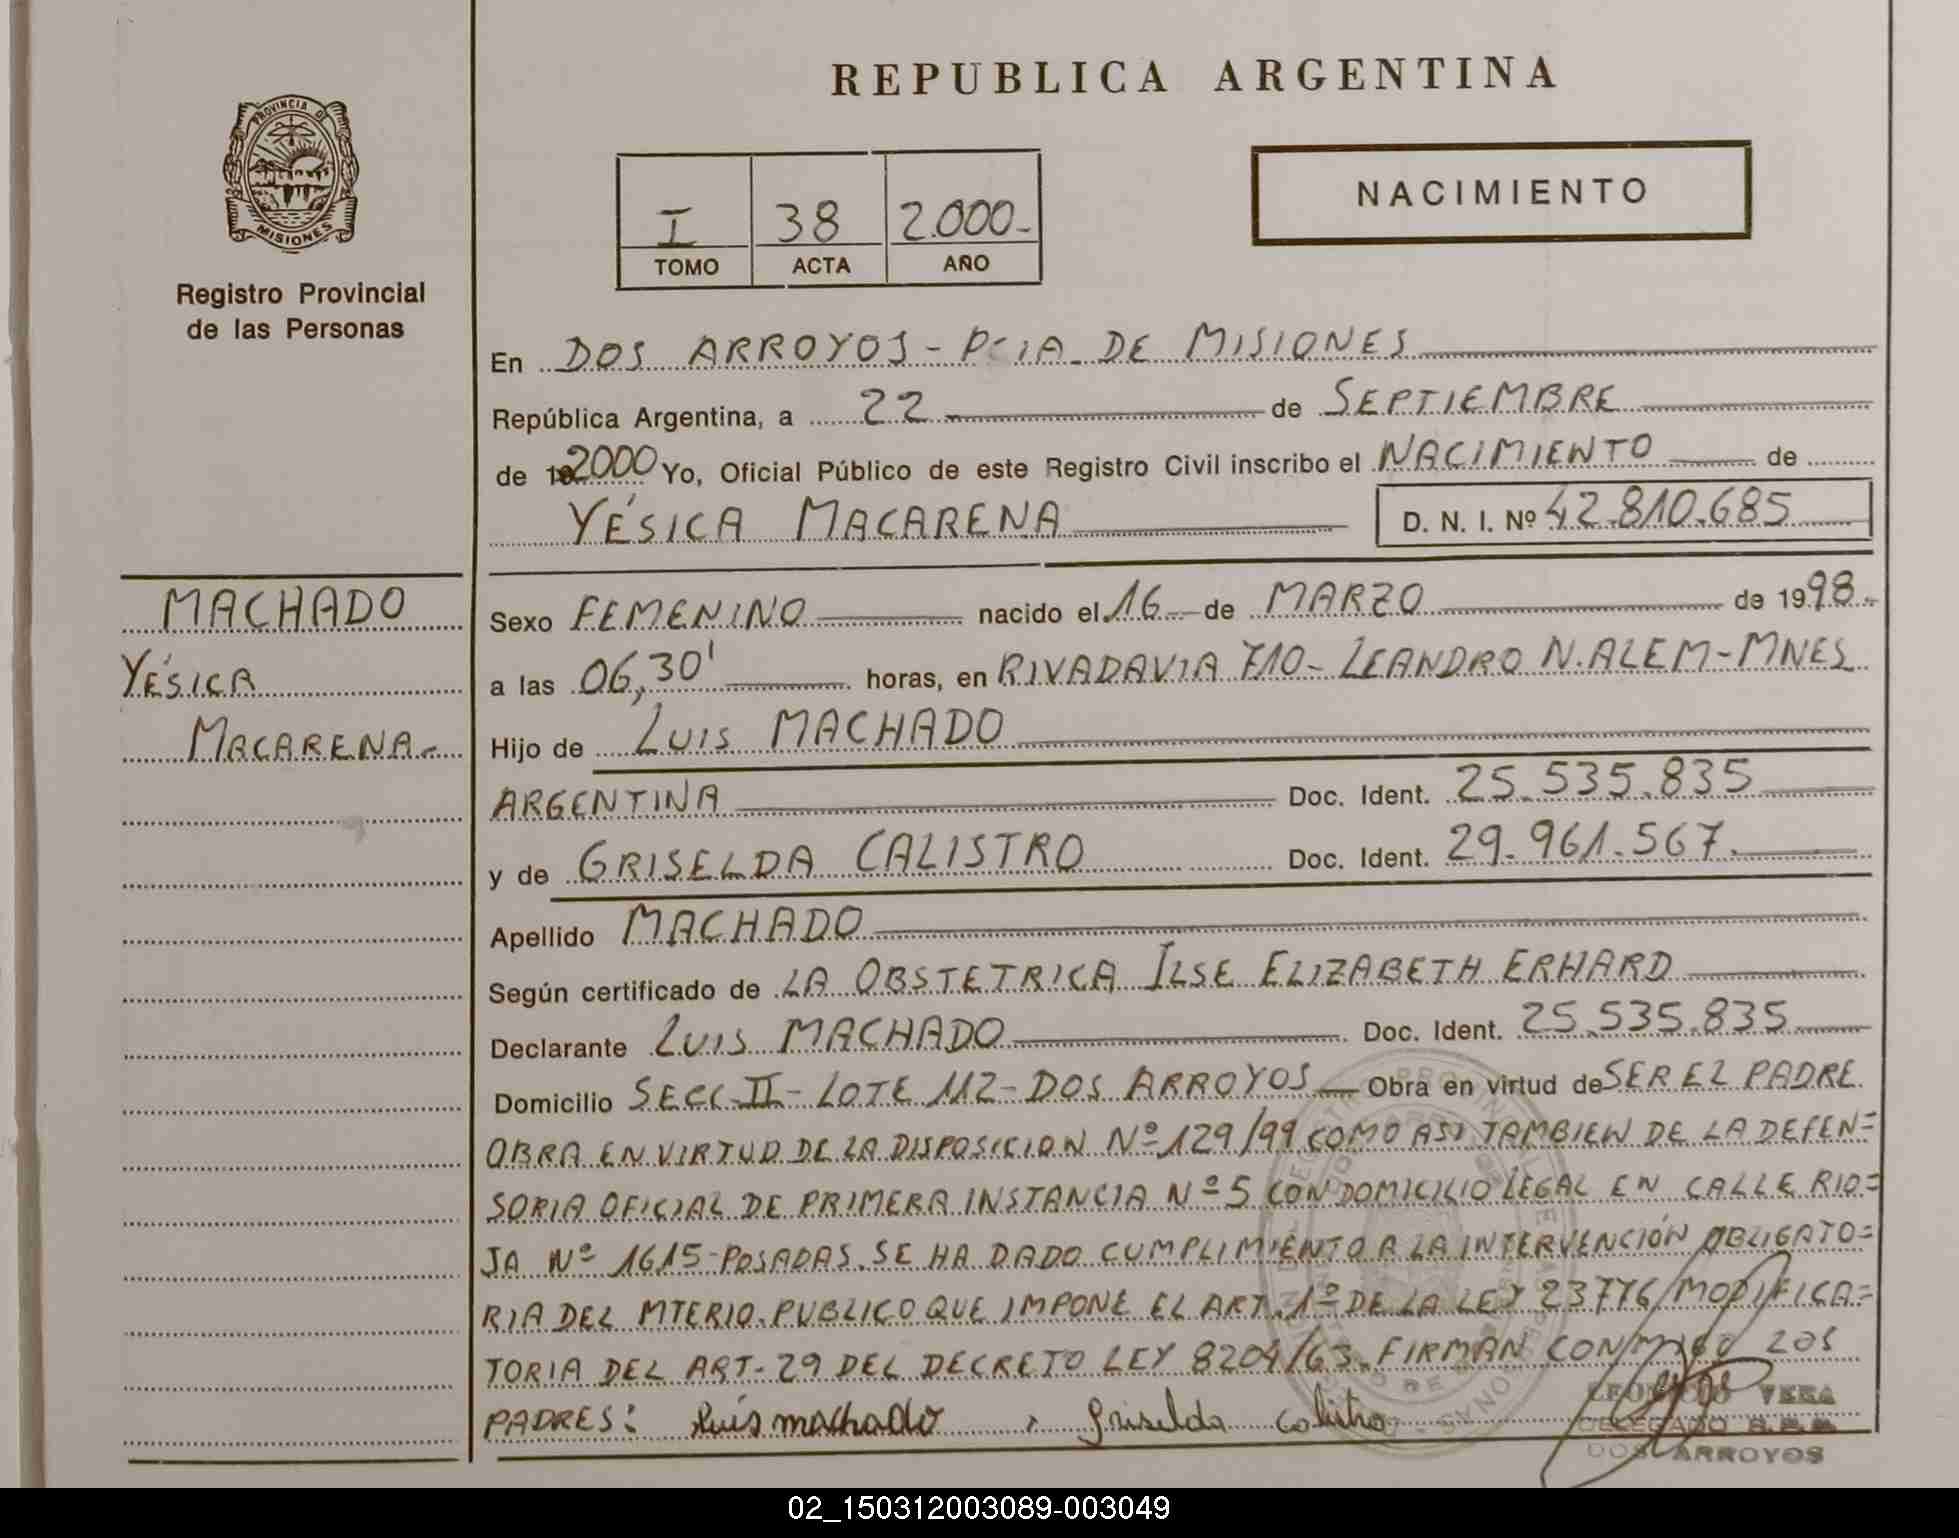 REPUBLICA ARGENTINA
PROVINCIA DE
MISIONES
Registro Provincial
de las Personas
I 38 2.000-
TOMO ACTA AÑO
NACIMIENTO
En DOS ARROYOS - PCIA. DE MISIONES
República Argentina, a 22 de SEPTIEMBRE
de 2000 Yo, Oficial Público de este Registro Civil inscribo el NACIMIENTO de
YÉSICA MACARENA D. N. I. Nº 42.810.685
MACHADO
YÉSICA
MACARENA.-
Sexo FEMENINO nacido el 16 de MARZO de 1998.-
a las 06,30' horas, en RIVADAVIA 710- LEANDRO N. ALEM - MNES
Hijo de LUIS MACHADO
ARGENTINA Doc. Ident. 25.535.835
y de GRISELDA CALISTRO Doc. Ident. 29.961.567.
Apellido MACHADO
Según certificado de LA OBSTETRICA ILSE ELIZABETH ERHARD
Declarante LUIS MACHADO Doc. Ident. 25.535.835
Domicilio SECC. II - LOTE 112 - DOS ARROYOS Obra en virtud de SER EL PADRE
OBRA EN VIRTUD DE LA DISPOSICION Nº 129/99 COMO ASI TAMBIEN DE LA DEFEN=
SORIA OFICIAL DE PRIMERA INSTANCIA Nº 5 CON DOMICILIO LEGAL EN CALLE RIO=
JA Nº 1615-POSADAS. SE HA DADO CUMPLIMIENTO A LA INTERVENCIÓN OBLIGATO=
RIA DEL MTERIO. PUBLICO QUE IMPONE EL ART. 1º DE LA LEY 23776/MODIFICA=
TORIA DEL ART. 29 DEL DECRETO LEY 8204/63. FIRMAN CONMIGO LOS
PADRES: Luis machado , Griselda calistro
VERA
DELEGADO
DOS ARROYOS
02_150312003089-003049